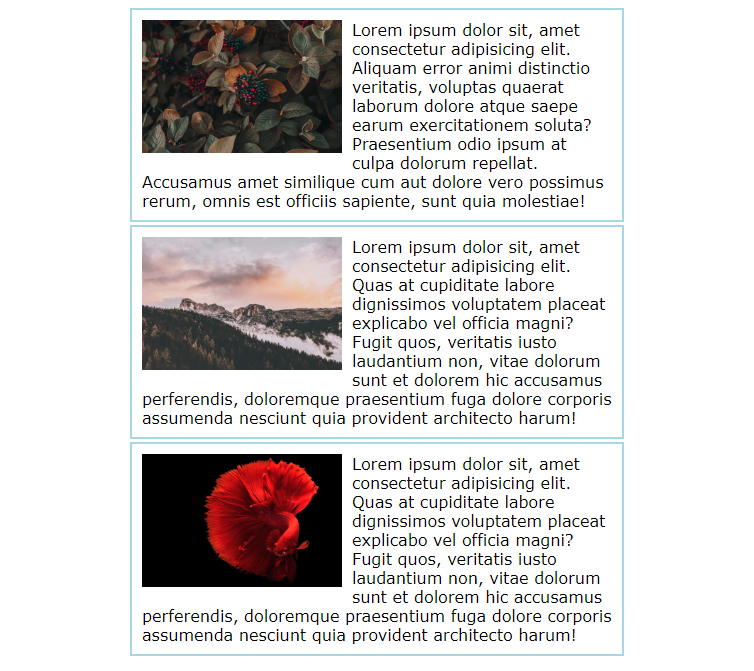 Lorem ipsum dolor sit, amet
consectetur adipisicing elit.
Aliquam error animi distinctio
veritatis, voluptas quaerat
laborum dolore atque saepe
earum exercitationem soluta?
Praesentium odio ipsum at
culpa dolorum repellat.
Accusamus amet similique cum aut dolore vero possimus
rerum, omnis est officiis sapiente, sunt quia molestiae!
Lorem ipsum dolor sit, amet
consectetur adipisicing elit.
Quas at cupiditate labore
dignissimos voluptatem placeat
explicabo vel officia magni?
Fugit quos, veritatis iusto
laudantium non, vitae dolorum
sunt et dolorem hic accusamus
perferendis, doloremque praesentium fuga dolore corporis
assumenda nesciunt quia provident architecto harum!
Lorem ipsum dolor sit, amet
consectetur adipisicing elit.
Quas at cupiditate labore
dignissimos voluptatem placeat
explicabo vel officia magni?
Fugit quos, veritatis iusto
laudantium non, vitae dolorum
sunt et dolorem hic accusamus
perferendis, doloremque praesentium fuga dolore corporis
assumenda nesciunt quia provident architecto harum!